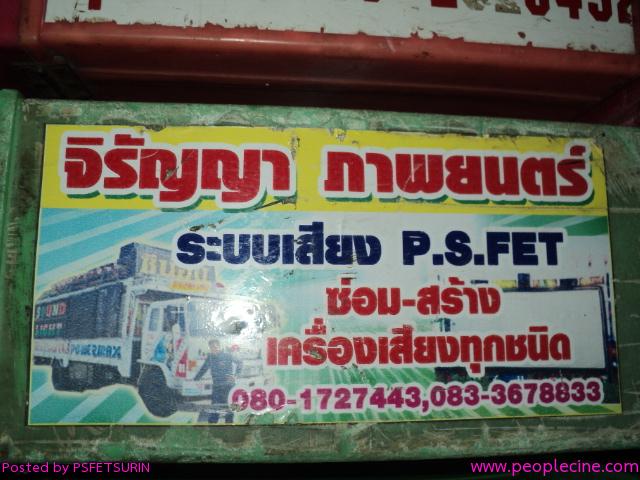 จิรัญญา ภาพยนตร์
ระบบเสียง P.S.FET
ซ่อม-สร้าง
เครื่องเสียงทุกชนิด
080-1727443,083-3678833
SOUND
POWERMAX
Posted by PSFETSURIN
www.peoplecine.com